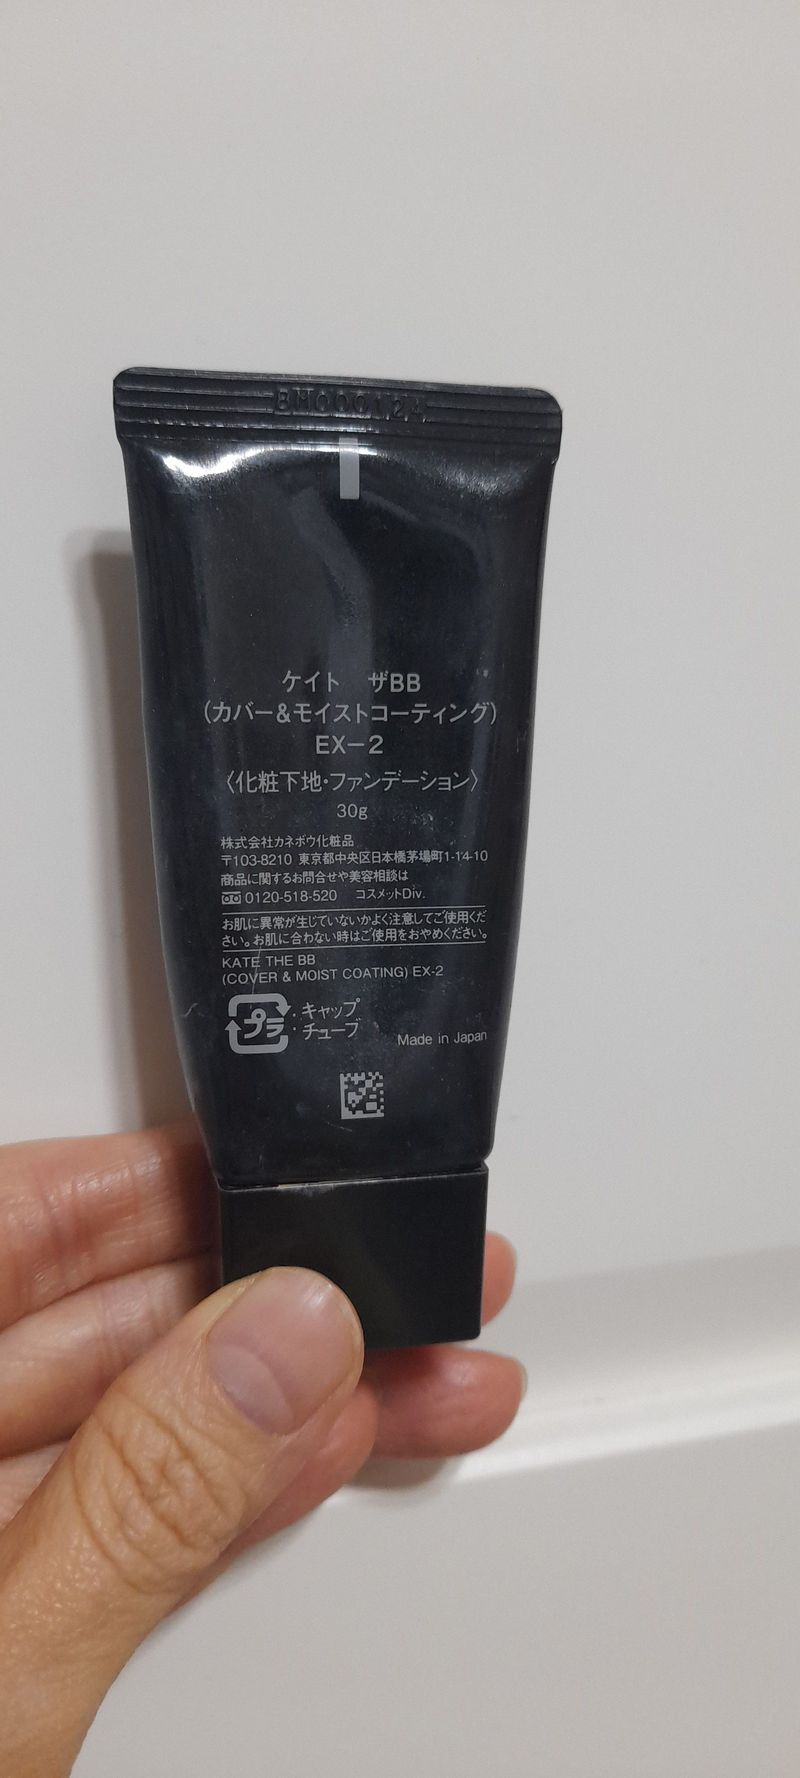 BM000124
ケイト ザBB
(カバー&モイストコーティング)
EX-2
〈化粧下地・ファンデーション〉
30g
株式会社カネボウ化粧品
〒103-8210 東京都中央区日本橋茅場町1-14-10
商品に関するお問合せや美容相談は
0120-518-520 コスメットDiv.
お肌に異常が生じていないかよく注意してご使用くだ
さい。お肌に合わない時はご使用をおやめください。
KATE THE BB
(COVER & MOIST COATING) EX-2
プラ
・キャップ
・チューブ
Made in Japan